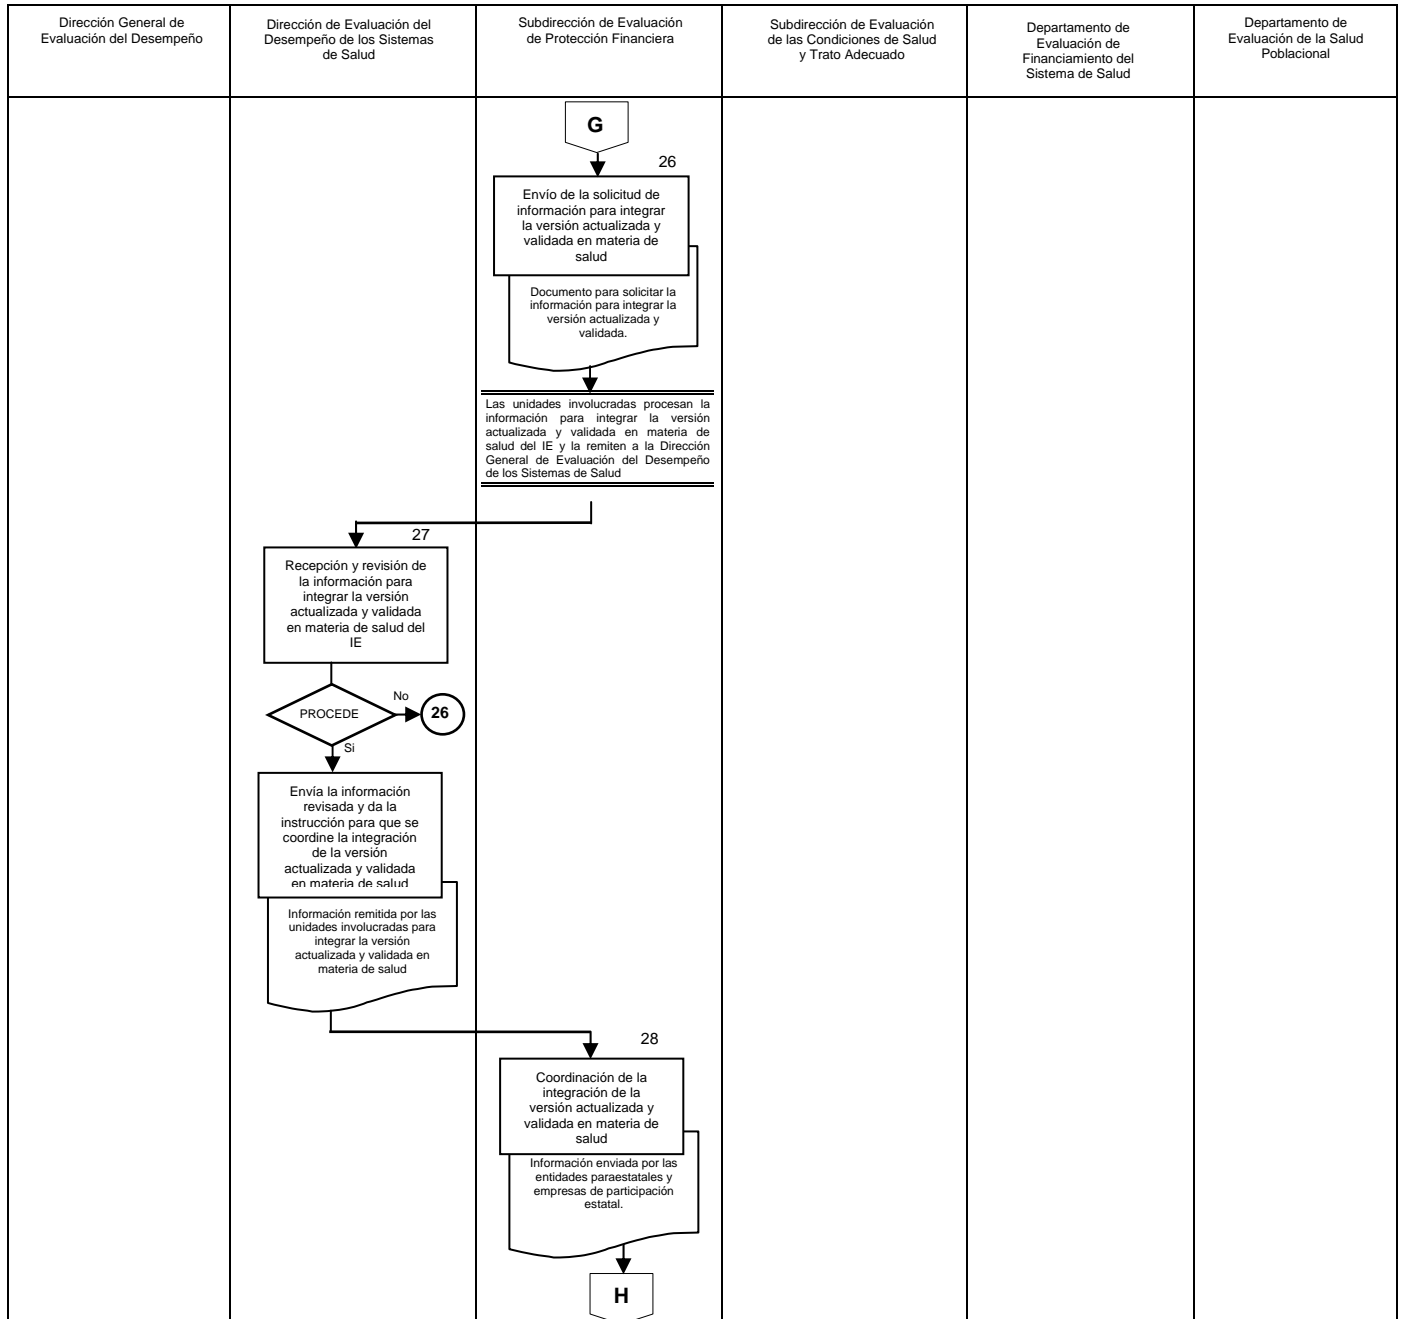 Dirección General de
Evaluación del Desempeño
Dirección de Evaluación del
Desempeño de los Sistemas
de Salud
Subdirección de Evaluación
de Protección Financiera
Subdirección de Evaluación
de las Condiciones de Salud
y Trato Adecuado
Departamento de
Evaluación de
Financiamiento del
Sistema de Salud
Departamento de
Evaluación de la Salud
Poblacional
G
26
Envío de la solicitud de
información para integrar
la versión actualizada y
validada en materia de
salud
Documento para solicitar la
información para integrar la
versión actualizada y
validada.
Las unidades involucradas procesan la
información para integrar la versión
actualizada y validada en materia de
salud del IE y la remiten a la Dirección
General de Evaluación del Desempeño
de los Sistemas de Salud
27
Recepción y revisión de
la información para
integrar la versión
actualizada y validada
en materia de salud del
IE
PROCEDE
No
26
Si
Envía la información
revisada y da la
instrucción para que se
coordine la integración
de la versión
actualizada y validada
en materia de salud
Información remitida por las
unidades involucradas para
integrar la versión
actualizada y validada en
materia de salud
28
Coordinación de la
integración de la
versión actualizada y
validada en materia de
salud
Información enviada por las
entidades paraestatales y
empresas de participación
estatal.
H